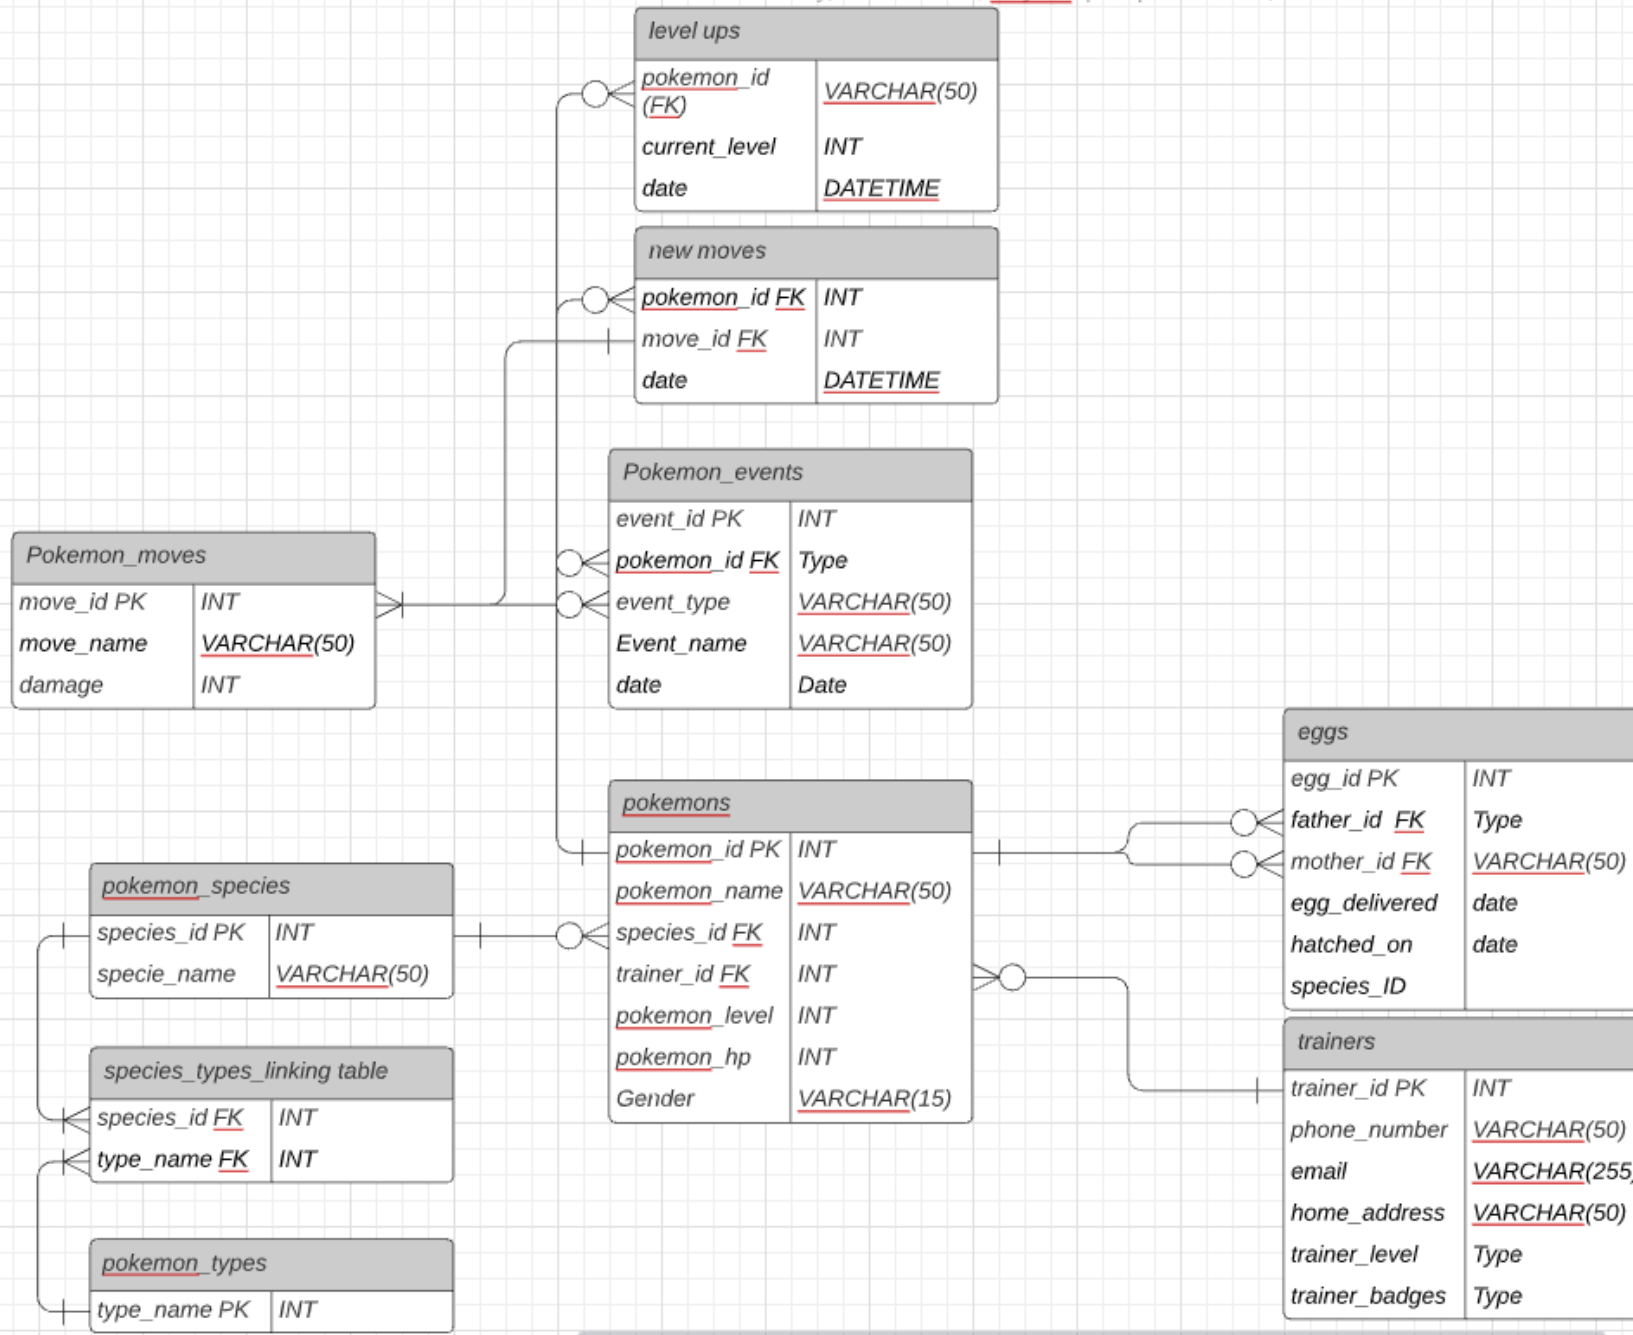 level ups
pokemon_id
(FK)
VARCHAR(50)
current_level INT
date DATETIME
new moves
pokemon_id FK INT
move_id FK INT
date DATETIME
Pokemon_events
event_id PK INT
pokemon_id FK Type
event_type VARCHAR(50)
Event_name VARCHAR(50)
date Date
Pokemon_moves
move_id PK INT
move_name VARCHAR(50)
damage INT
pokemons
pokemon_id PK INT
pokemon_name VARCHAR(50)
species_id FK INT
trainer_id FK INT
pokemon_level INT
pokemon_hp INT
Gender VARCHAR(15)
eggs
egg_id PK INT
father_id FK Type
mother_id FK VARCHAR(50)
egg_delivered date
hatched_on date
species_ID
pokemon_species
species_id PK INT
specie_name VARCHAR(50)
species_types_linking table
species_id FK INT
type_name FK INT
pokemon_types
type_name PK INT
trainers
trainer_id PK INT
phone_number VARCHAR(50)
email VARCHAR(255)
home_address VARCHAR(50)
trainer_level Type
trainer_badges Type